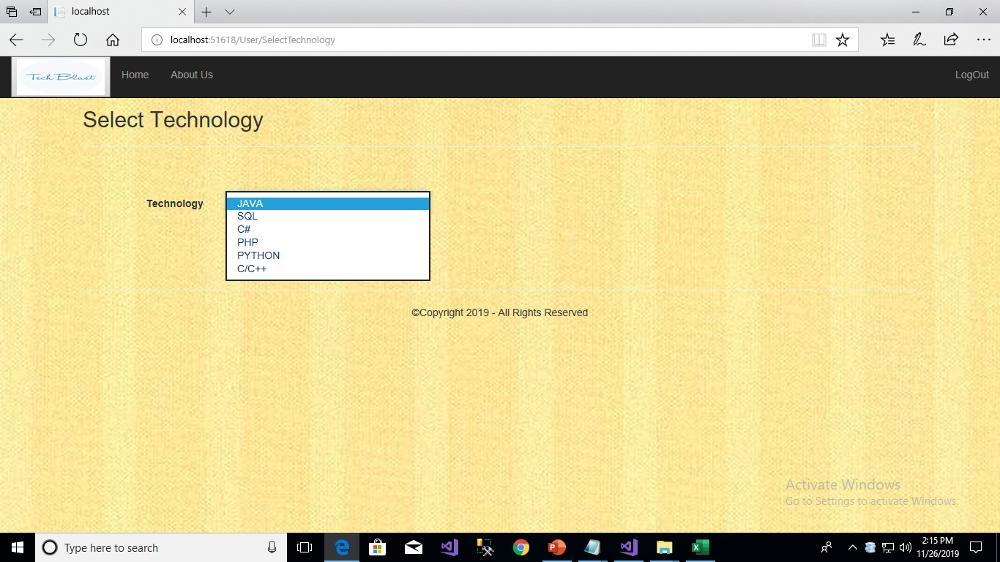 localhost
localhost:51618/User/SelectTechnology
Tech Blast
Home
About Us
LogOut
Select Technology
Technology
JAVA
SQL
C#
PHP
PYTHON
C/C++
©Copyright 2019 - All Rights Reserved
Activate Windows
Go to Settings to activate Windows.
Type here to search
2:15 PM
11/26/2019